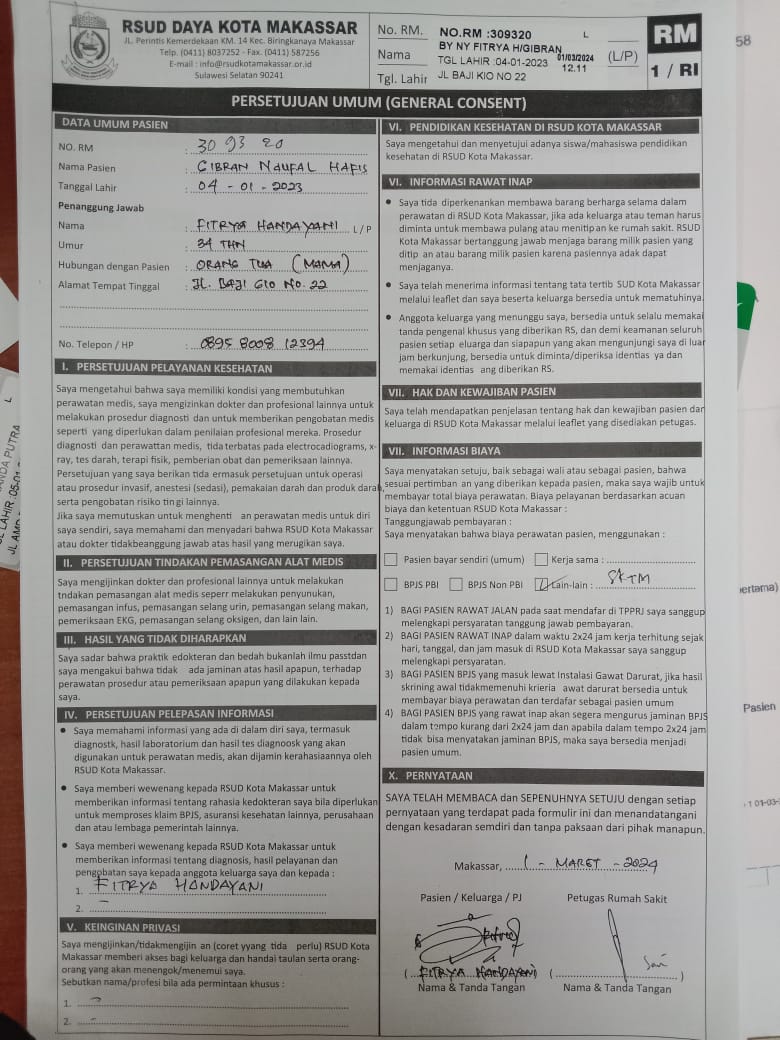 RSUD DAYA KOTA MAKASSAR
JL. Perintis Kemerdekaan KM. 14 Kec. Biringkanaya Makassar
Telp. (0411) 8037252 - Fax. (0411) 587256
E-mail : info@rsudkotamakassar.or.id
Sulawesi Selatan 90241
No. RM.
Nama
Tgl. Lahir
NO.RM :309320 L
BY NY FITRYA H/GIBRAN
TGL LAHIR :04-01-2023 01/03/2024
12.11
JL BAJI KIO NO 22
(L/P)
RM
1 / RI
PERSETUJUAN UMUM (GENERAL CONSENT)
DATA UMUM PASIEN
NO. RM : 30 93 20
Nama Pasien : GIBRAN NAUFAL HAFIS
Tanggal Lahir : 04 - 01 - 2023
Penanggung Jawab
Nama : FITRYA HANDAYANI L / P
Umur : 34 THN
Hubungan dengan Pasien : ORANG TUA (MAMA)
Alamat Tempat Tinggal : JL. BAJI GIO NO. 22
No. Telepon / HP : 0895 8008 12394
I. PERSETUJUAN PELAYANAN KESEHATAN
Saya mengetahui bahwa saya memiliki kondisi yang membutuhkan
perawatan medis, saya mengizinkan dokter dan profesional lainnya untuk
melakukan prosedur diagnosti dan untuk memberikan pengobatan medis
seperti yang diperlukan dalam penilaian profesional mereka. Prosedur
diagnosti dan perawattan medis, tida terbatas pada electrocardiograms, x-
ray, tes darah, terapi fisik, pemberian obat dan pemeriksaan lainnya.
Persetujuan yang saya berikan tida ermasuk persetujuan untuk operasi
atau prosedur invasif, anestesi (sedasi), pemakaian darah dan produk darah,
serta pengobatan risiko tin gi lainnya.
Jika saya memutuskan untuk menghenti an perawatan medis untuk diri
saya sendiri, saya memahami dan menyadari bahwa RSUD Kota Makassar
atau dokter tidakbeanggung jawab atas hasil yang merugikan saya.
II. PERSETUJUAN TINDAKAN PEMASANGAN ALAT MEDIS
Saya mengijinkan dokter dan profesional lainnya untuk melakukan
tndakan pemasangan alat medis seperr melakukan penyunukan,
pemasangan infus, pemasangan selang urin, pemasangan selang makan,
pemeriksaan EKG, pemasangan selang oksigen, dan lain lain.
III. HASIL YANG TIDAK DIHARAPKAN
Saya sadar bahwa praktik edokteran dan bedah bukanlah ilmu passtdan
saya mengakui bahwa tidak ada jaminan atas hasil apapun, terhadap
perawatan prosedur atau pemeriksaan apapun yang dilakukan kepada
saya.
IV. PERSETUJUAN PELEPASAN INFORMASI
● Saya memahami informasi yang ada di dalam diri saya, termasuk
diagnostk, hasil laboratorium dan hasil tes diagnoosk yang akan
digunakan untuk perawatan medis, akan dijamin kerahasiaannya oleh
RSUD Kota Makassar.
● Saya memberi wewenang kepada RSUD Kota Makassar untuk
memberikan informasi tentang rahasia kedokteran saya bila diperlukan
untuk memproses klaim BPJS, asuransi kesehatan lainnya, perusahaan
dan atau lembaga pemerintah lainnya.
● Saya memberi wewenang kepada RSUD Kota Makassar untuk
memberikan informasi tentang diagnosis, hasil pelayanan dan
pengobatan saya kepada anggota keluarga saya dan kepada :
1. FITRYA HANDAYANI
2. -
V. KEINGINAN PRIVASI
Saya mengijinkan/tidakmengijin an (coret yyang tida perlu) RSUD Kota
Makassar memberi akses bagi keluarga dan handai taulan serta orang-
orang yang akan menengok/menemui saya.
Sebutkan nama/profesi bila ada permintaan khusus :
1. -
2. -
VI. PENDIDIKAN KESEHATAN DI RSUD KOTA MAKASSAR
Saya mengetahui dan menyetujui adanya siswa/mahasiswa pendidikan
kesehatan di RSUD Kota Makassar.
VI. INFORMASI RAWAT INAP
● Saya tida diperkenankan membawa barang berharga selama dalam
perawatan di RSUD Kota Makassar, jika ada keluarga atau teman harus
diminta untuk membawa pulang atau menitip an ke rumah sakit. RSUD
Kota Makassar bertanggung jawab menjaga barang milik pasien yang
ditip an atau barang milik pasien karena pasiennya adak dapat
menjaganya.
● Saya telah menerima informasi tentang tata tertib SUD Kota Makassar
melalui leaflet dan saya beserta keluarga bersedia untuk mematuhinya.
● Anggota keluarga yang menunggu saya, bersedia untuk selalu memakai
tanda pengenal khusus yang diberikan RS, dan demi keamanan seluruh
pasien setiap eluarga dan siapapun yang akan mengunjungi saya di luar
jam berkunjung, bersedia untuk diminta/diperiksa identias ya dan
memakai identias ang diberikan RS.
VII. HAK DAN KEWAJIBAN PASIEN
Saya telah mendapatkan penjelasan tentang hak dan kewajiban pasien dan
keluarga di RSUD Kota Makassar melalui leaflet yang disediakan petugas.
VII. INFORMASI BIAYA
Saya menyatakan setuju, baik sebagai wali atau sebagai pasien, bahwa
sesuai pertimban an yang diberikan kepada pasien, maka saya wajib untuk
membayar total biaya perawatan. Biaya pelayanan berdasarkan acuan
biaya dan ketentuan RSUD Kota Makassar :
Tanggungjawab pembayaran :
Saya menyatakan bahwa biaya perawatan pasien, menggunakan :
Pasien bayar sendiri (umum) Kerja sama :
BPJS PBI BPJS Non PBI Lain-lain : SKTM
1) BAGI PASIEN RAWAT JALAN pada saat mendafar di TPPRJ saya sanggup
melengkapi persyaratan tanggung jawab pembayaran.
2) BAGI PASIEN RAWAT INAP dalam waktu 2x24 jam kerja terhitung sejak
hari, tanggal, dan jam masuk di RSUD Kota Makassar saya sanggup
melengkapi persyaratan.
3) BAGI PASIEN BPJS yang masuk lewat Instalasi Gawat Darurat, jika hasil
skrining awal tidakmemenuhi krieria awat darurat bersedia untuk
membayar biaya perawatan dan terdafar sebagai pasien umum
4) BAGI PASIEN BPJS yang rawat inap akan segera mengurus jaminan BPJS
dalam tempo kurang dari 2x24 jam dan apabila dalam tempo 2x24 jam
tidak bisa menyatakan jaminan BPJS, maka saya bersedia menjadi
pasien umum.
X. PERNYATAAN
SAYA TELAH MEMBACA dan SEPENUHNYA SETUJU dengan setiap
pernyataan yang terdapat pada formulir ini dan menandatangani
dengan kesadaran semdiri dan tanpa paksaan dari pihak manapun.
Makassar, 1 - MARET - 2024
Pasien / Keluarga / PJ
Petugas Rumah Sakit
(FITRYA HANDAYANI)
Nama & Tanda Tangan
Nama & Tanda Tangan
58
ertama)
Pasien
1 01-03-
NDA PUTRA
L LAHIR :05-01
L